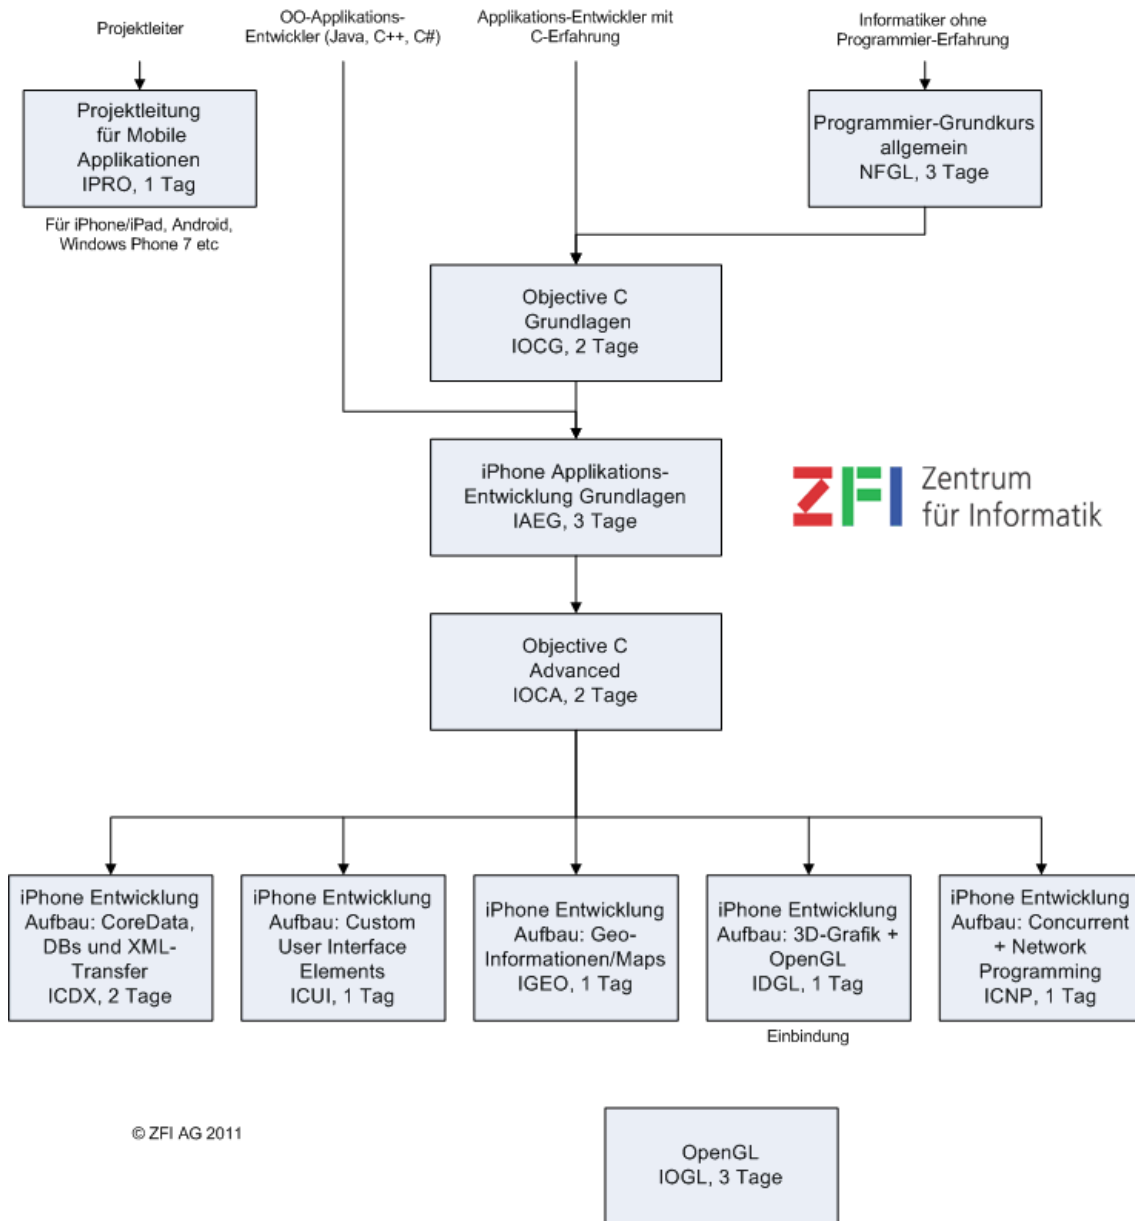 Projektleiter
OO-Applikations-
Entwickler (Java, C++, C#)
Applikations-Entwickler mit
C-Erfahrung
Informatiker ohne
Programmier-Erfahrung
Projektleitung
für Mobile
Applikationen
IPRO, 1 Tag
Für iPhone/iPad, Android,
Windows Phone 7 etc
Programmier-Grundkurs
allgemein
NFGL, 3 Tage
Objective C
Grundlagen
IOCG, 2 Tage
iPhone Applikations-
Entwicklung Grundlagen
IAEG, 3 Tage
ZFI Zentrum
für Informatik
Objective C
Advanced
IOCA, 2 Tage
iPhone Entwicklung
Aufbau: CoreData,
DBs und XML-
Transfer
ICDX, 2 Tage
iPhone Entwicklung
Aufbau: Custom
User Interface
Elements
ICUI, 1 Tag
iPhone Entwicklung
Aufbau: Geo-
Informationen/Maps
IGEO, 1 Tag
iPhone Entwicklung
Aufbau: 3D-Grafik +
OpenGL
IDGL, 1 Tag
Einbindung
iPhone Entwicklung
Aufbau: Concurrent
+ Network
Programming
ICNP, 1 Tag
© ZFI AG 2011
OpenGL
IOGL, 3 Tage